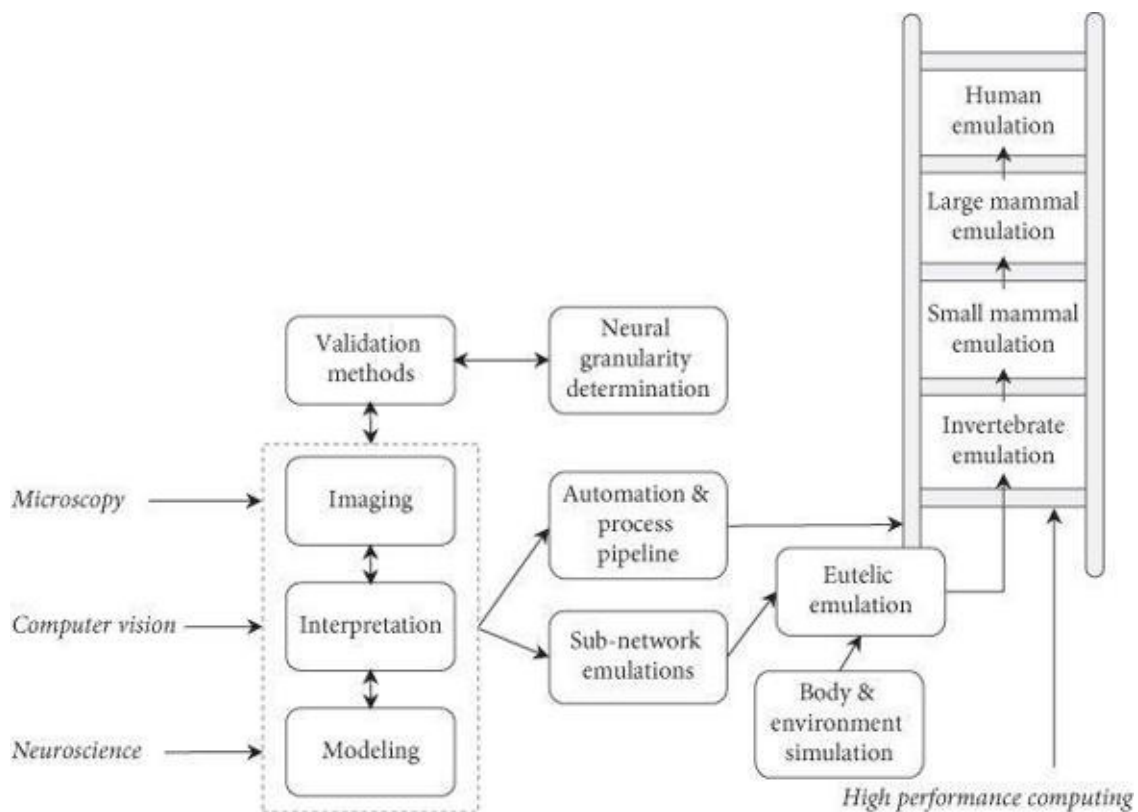 Human
emulation
Large mammal
emulation
Small mammal
emulation
Invertebrate
emulation
Validation
methods
Neural
granularity
determination
Microscopy
Imaging
Automation &
process
pipeline
Eutelic
emulation
Computer vision
Interpretation
Sub-network
emulations
Body &
environment
simulation
Neuroscience
Modeling
High performance computing